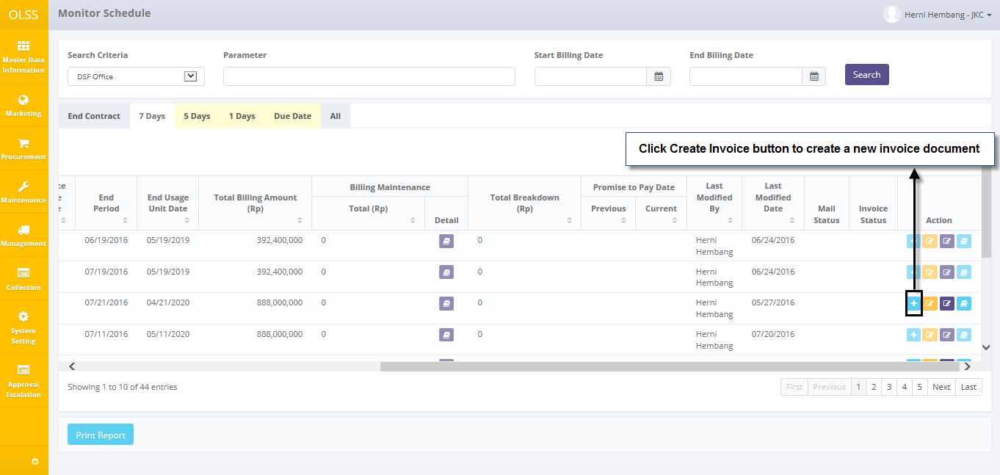 OLSS
Monitor Schedule
Herni Hembang - JKC
Master Data
Information
Marketing
Procurement
Maintenance
Management
Collection
System
Setting
Approval
Escalation
Search Criteria
Parameter
Start Billing Date
End Billing Date
DSF Office
Search
End Contract
7 Days
5 Days
1 Days
Due Date
All
Click Create Invoice button to create a new invoice document
End
Period
End Usage
Unit Date
Total Billing Amount
(Rp)
Billing Maintenance
Total (Rp)
Detail
Total Breakdown
(Rp)
Promise to Pay Date
Previous
Current
Last
Modified
By
Last
Modified
Date
Mail
Status
Invoice
Status
Action
06/19/2016 05/19/2019 392,400,000 0 0 Herni 06/24/2016
Hembang
07/19/2016 05/19/2019 392,400,000 0 0 Herni 06/24/2016
Hembang
07/21/2016 04/21/2020 888,000,000 0 0 Herni 05/27/2016
Hembang
07/11/2016 05/11/2020 888,000,000 0 0 Herni 07/20/2016
Hembang
Showing 1 to 10 of 44 entries
First Previous 1 2 3 4 5 Next Last
Print Report